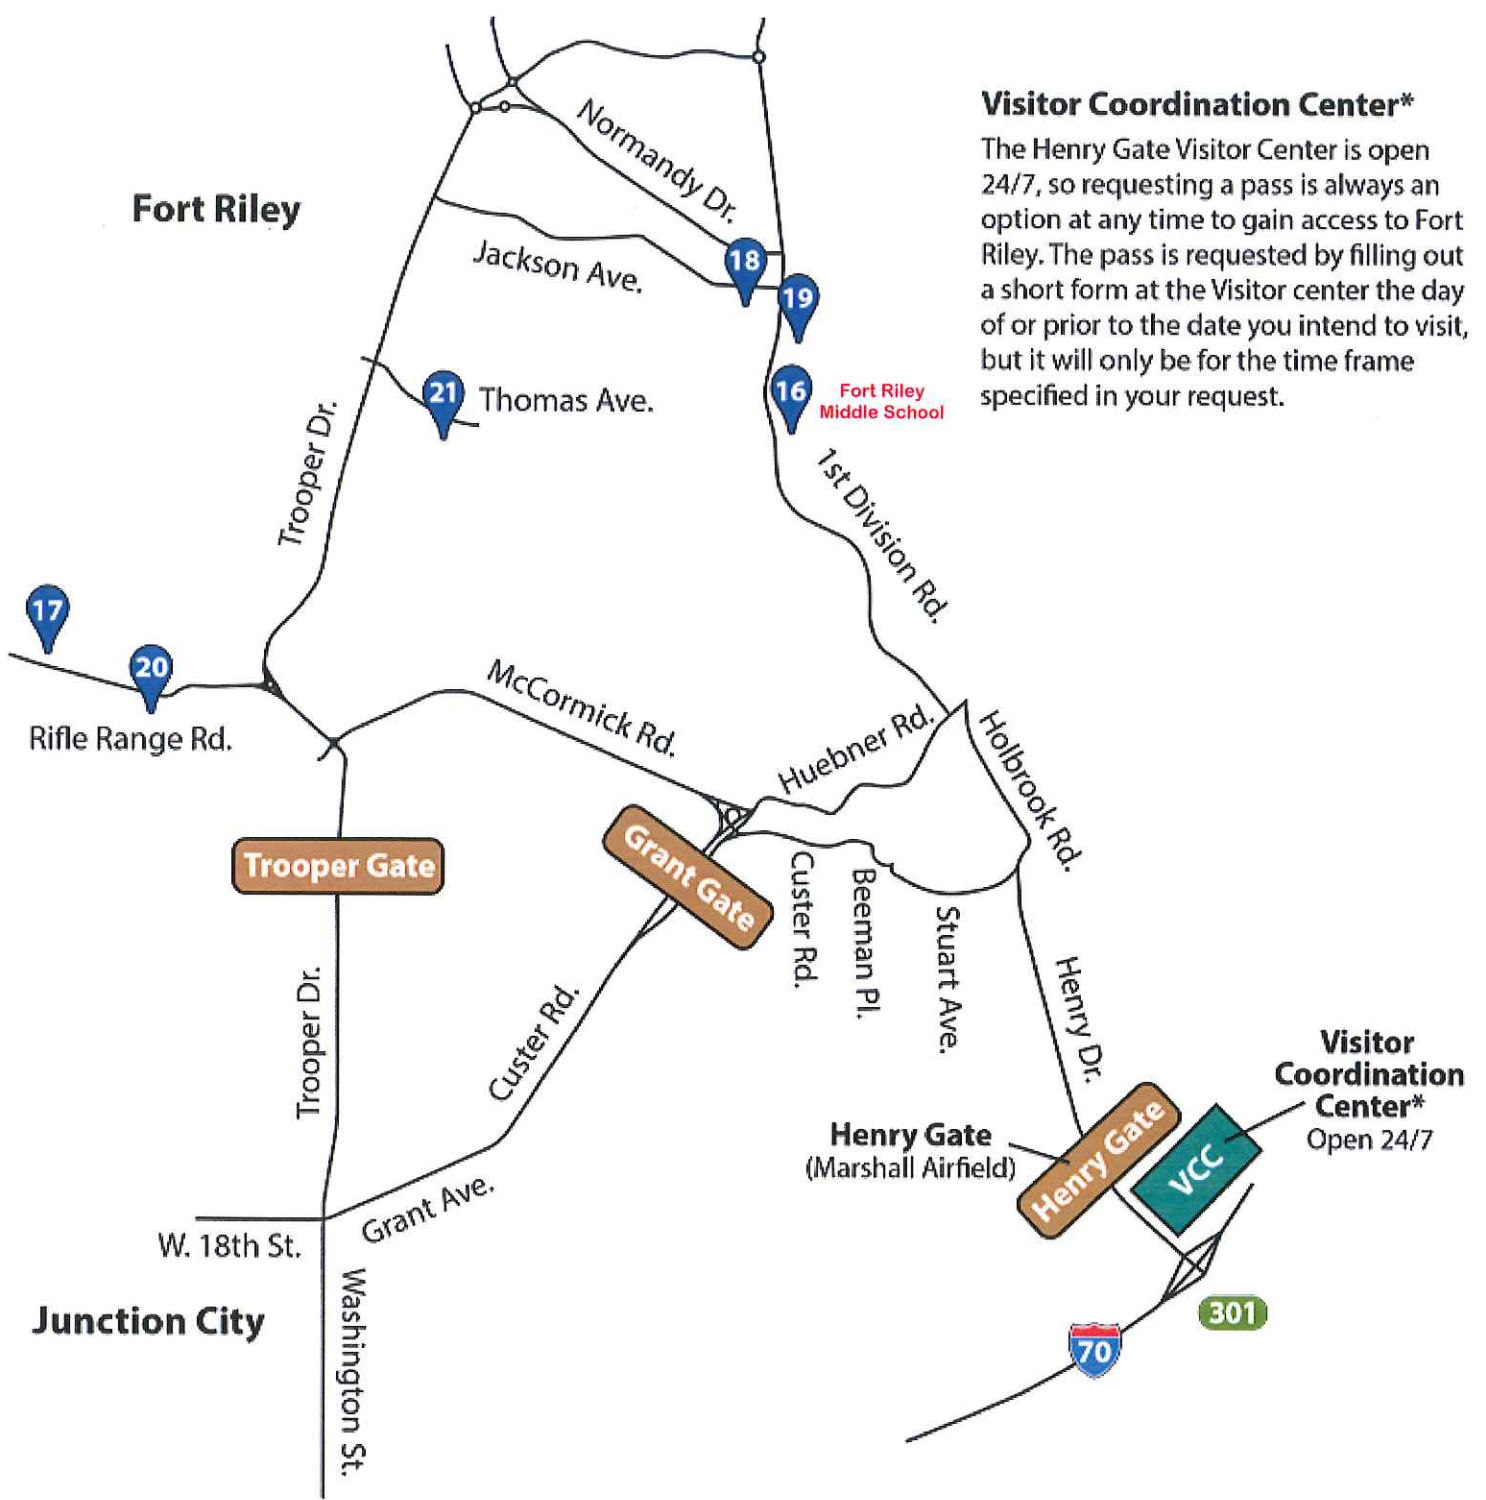 Visitor Coordination Center*
The Henry Gate Visitor Center is open
24/7, so requesting a pass is always an
option at any time to gain access to Fort
Riley. The pass is requested by filling out
a short form at the Visitor center the day
of or prior to the date you intend to visit,
but it will only be for the time frame
specified in your request.
Fort Riley
Normandy Dr.
Jackson Ave.
18
19
16
Fort Riley
Middle School
21
Thomas Ave.
Trooper Dr.
1st Division Rd.
17
20
Rifle Range Rd.
McCormick Rd.
Huebner Rd.
Holbrook Rd.
Trooper Gate
Grant Gate
Custer Rd.
Beeman Pl.
Stuart Ave.
Henry Dr.
Trooper Dr.
Custer Rd.
Visitor
Coordination
Center*
Open 24/7
Henry Gate
(Marshall Airfield)
Henry Gate
VCC
Grant Ave.
W. 18th St.
Junction City
Washington St.
301
70